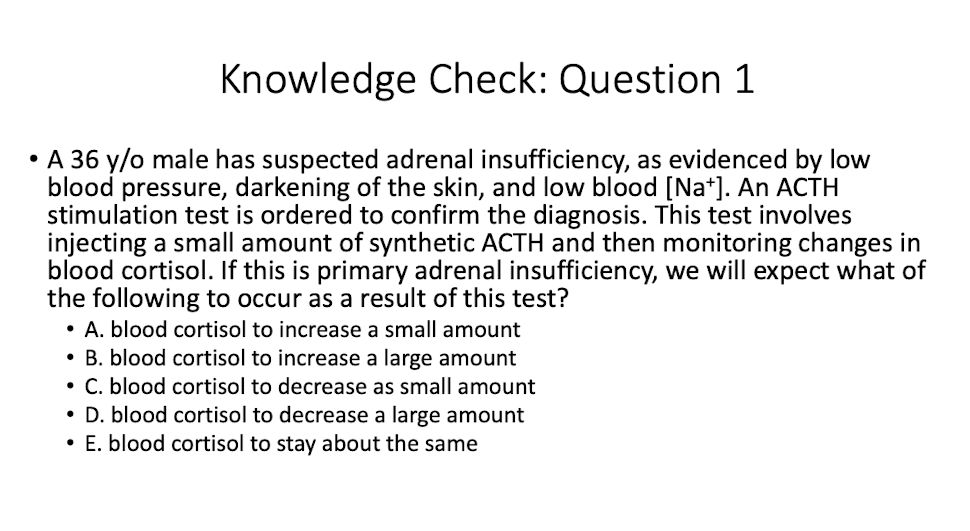 Knowledge Check: Question 1
• A 36 y/o male has suspected adrenal insufficiency, as evidenced by low
blood pressure, darkening of the skin, and low blood [Na⁺]. An ACTH
stimulation test is ordered to confirm the diagnosis. This test involves
injecting a small amount of synthetic ACTH and then monitoring changes in
blood cortisol. If this is primary adrenal insufficiency, we will expect what of
the following to occur as a result of this test?
• A. blood cortisol to increase a small amount
• B. blood cortisol to increase a large amount
• C. blood cortisol to decrease as small amount
• D. blood cortisol to decrease a large amount
• E. blood cortisol to stay about the same